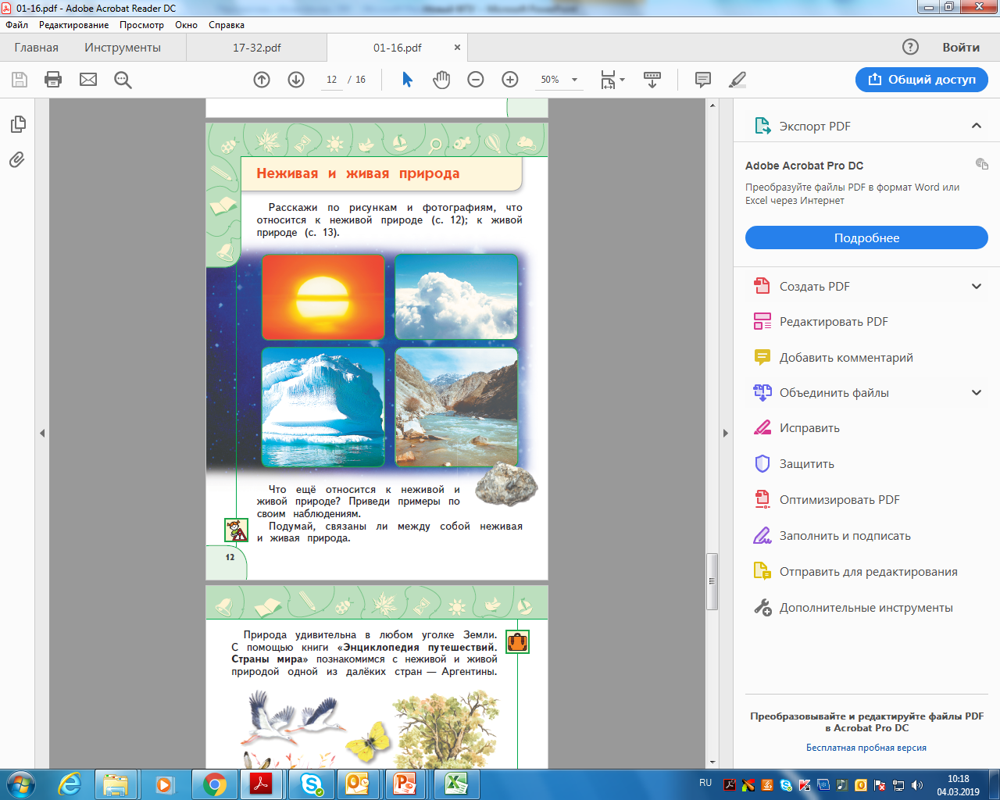 01-16.pdf - Adobe Acrobat Reader DC
Файл Редактирование Просмотр Окно Справка
Главная Инструменты 17-32.pdf 01-16.pdf × Войти
12 / 16 50% Общий доступ
Неживая и живая природа
Расскажи по рисункам и фотографиям, что
относится к неживой природе (с. 12); к живой
природе (с. 13).
Что ещё относится к неживой и
живой природе? Приведи примеры по
своим наблюдениям.
Подумай, связаны ли между собой неживая
и живая природа.
12
Природа удивительна в любом уголке Земли.
С помощью книги «Энциклопедия путешествий.
Страны мира» познакомимся с неживой и живой
природой одной из далёких стран — Аргентины.
Экспорт PDF
Adobe Acrobat Pro DC
Преобразуйте файлы PDF в формат Word или
Excel через Интернет
Подробнее
Создать PDF
Редактировать PDF
Добавить комментарий
Объединить файлы
Исправить
Защитить
Оптимизировать PDF
Заполнить и подписать
Отправить для редактирования
Дополнительные инструменты
Преобразовывайте и редактируйте файлы PDF
в Acrobat Pro DC
Бесплатная пробная версия
RU
10:18
04.03.2019